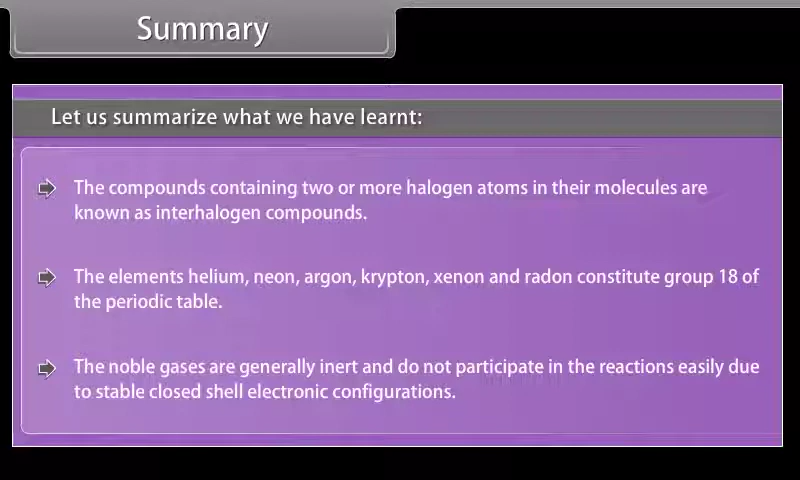 Summary
Let us summarize what we have learnt:
The compounds containing two or more halogen atoms in their molecules are
known as interhalogen compounds.
The elements helium, neon, argon, krypton, xenon and radon constitute group 18 of
the periodic table.
The noble gases are generally inert and do not participate in the reactions easily due
to stable closed shell electronic configurations.